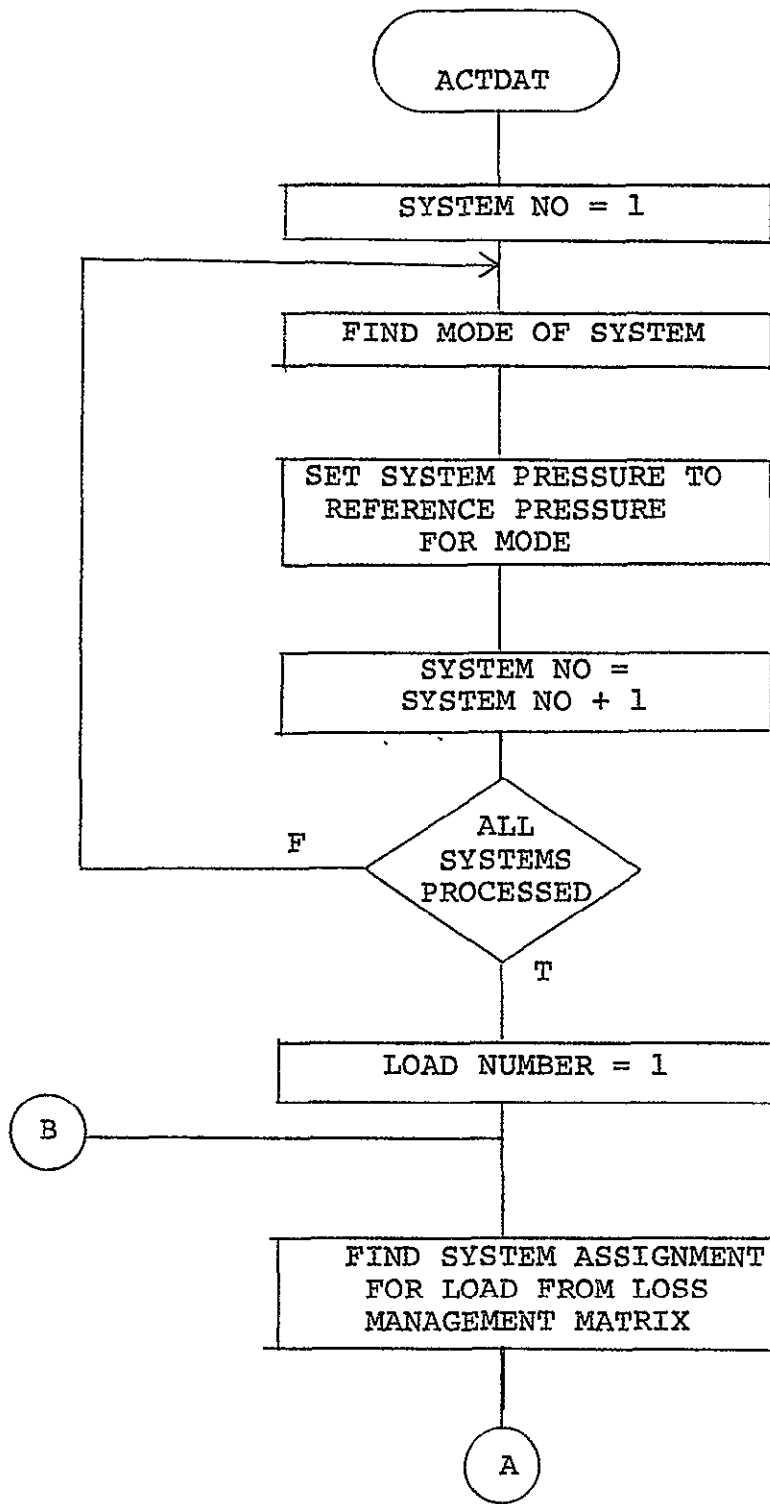 ACTDAT
SYSTEM NO = 1
FIND MODE OF SYSTEM
SET SYSTEM PRESSURE TO
REFERENCE PRESSURE
FOR MODE
SYSTEM NO =
SYSTEM NO + 1
F
ALL
SYSTEMS
PROCESSED
T
LOAD NUMBER = 1
B
FIND SYSTEM ASSIGNMENT
FOR LOAD FROM LOSS
MANAGEMENT MATRIX
A